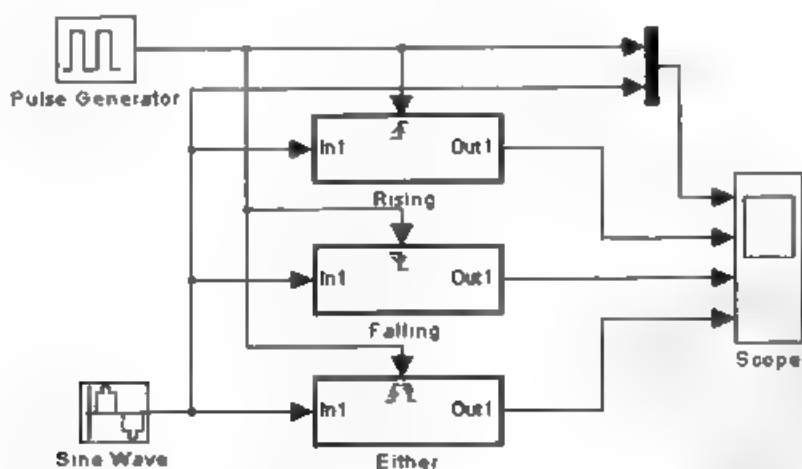 Pulse Generator
In1
Out1
Rising
In1
Out1
Falling
In1
Out1
Either
Scope
Sine Wave